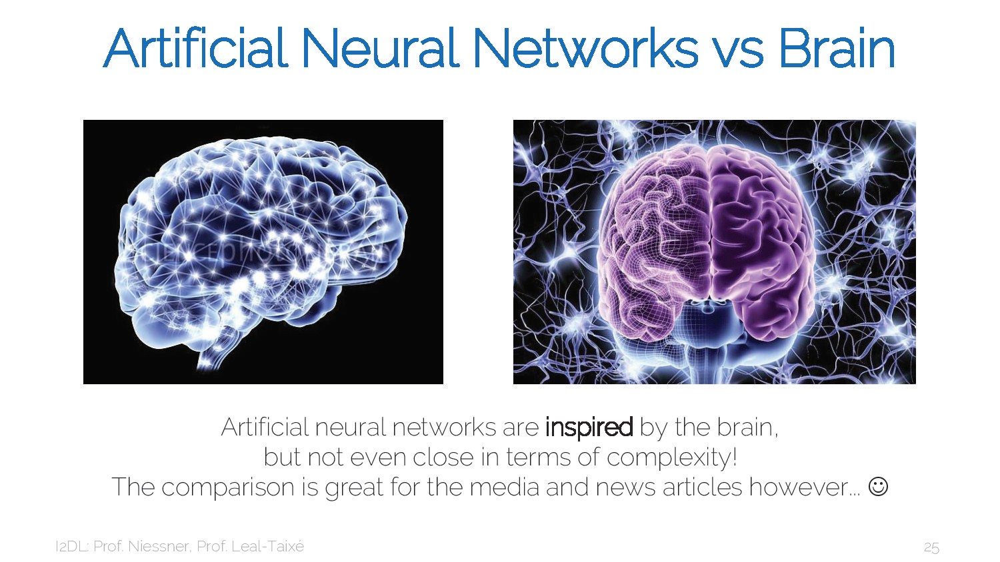 Artificial Neural Networks vs Brain
Artificial neural networks are inspired by the brain,
but not even close in terms of complexity!
The comparison is great for the media and news articles however... ☺
I2DL: Prof. Niessner, Prof. Leal-Taixé
25